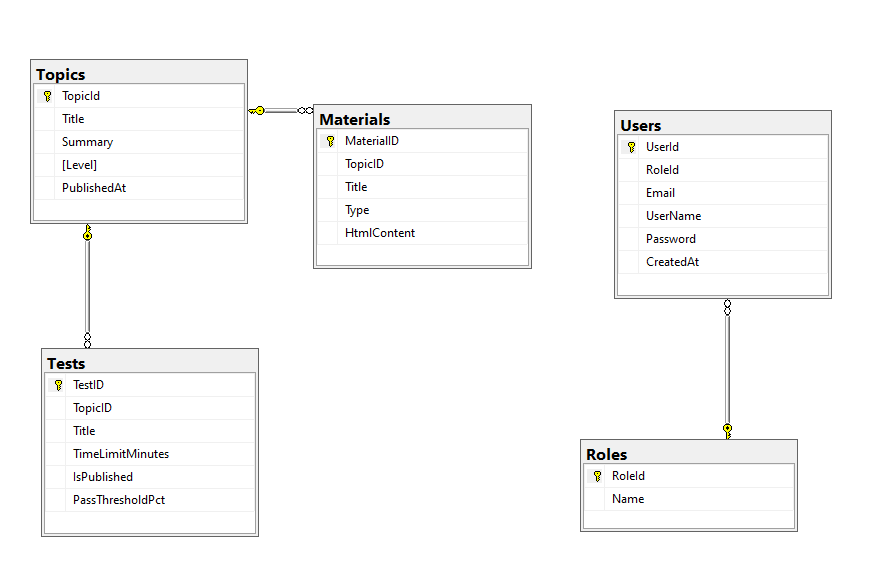 Topics
TopicId
Title
Summary
[Level]
PublishedAt
Materials
MaterialID
TopicID
Title
Type
HtmlContent
Users
UserId
RoleId
Email
UserName
Password
CreatedAt
Tests
TestID
TopicID
Title
TimeLimitMinutes
IsPublished
PassThresholdPct
Roles
RoleId
Name